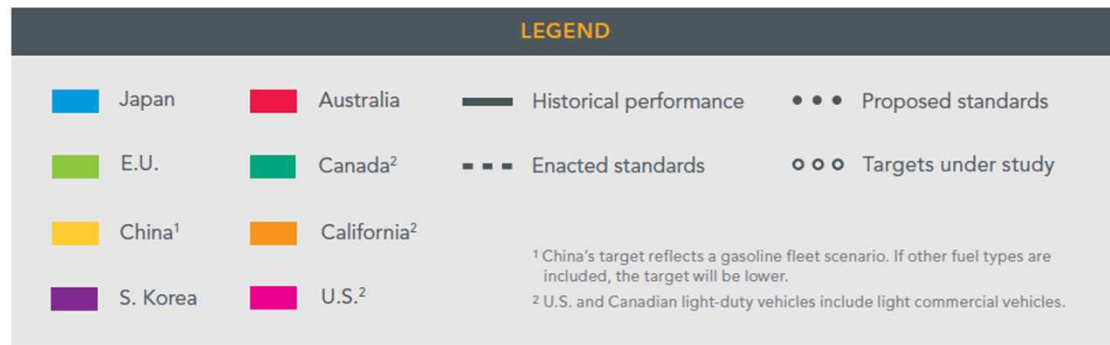 LEGEND
Japan
Australia
Historical performance
Proposed standards
E.U.
Canada²
Enacted standards
Targets under study
China¹
California²
S. Korea
U.S.²
¹ China's target reflects a gasoline fleet scenario. If other fuel types are
included, the target will be lower.
² U.S. and Canadian light-duty vehicles include light commercial vehicles.